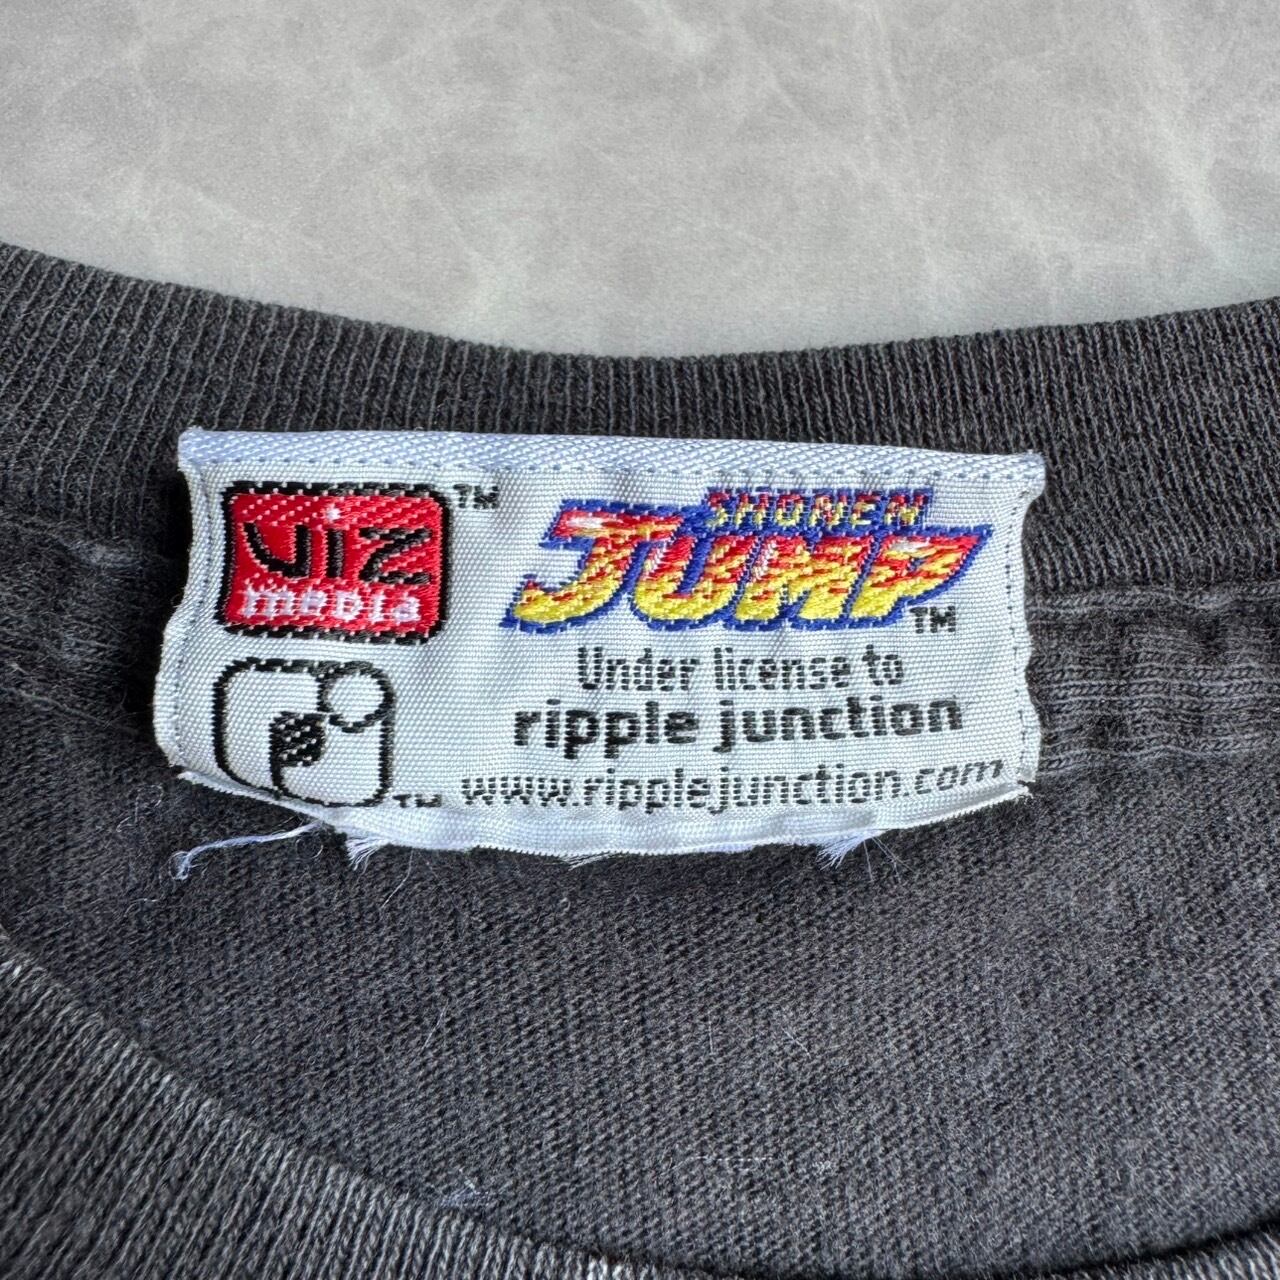 viz ™
media
SHONEN
JUMP ™
Under license to
ripple junction
™ www.ripplejunction.com